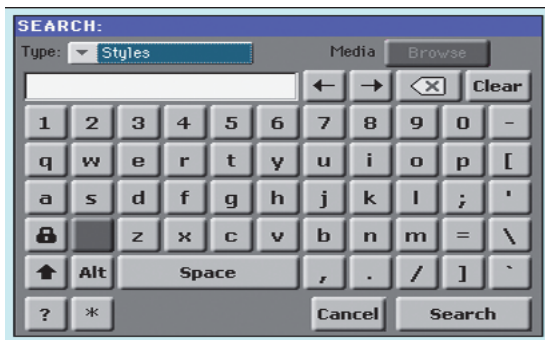 SEARCH:
Type: Styles Media Browse
← → Clear
1 2 3 4 5 6 7 8 9 0 -
q w e r t y u i o p [
a s d f g h j k l ; '
z x c v b n m = \
Alt Space , . / ] `
? * Cancel Search